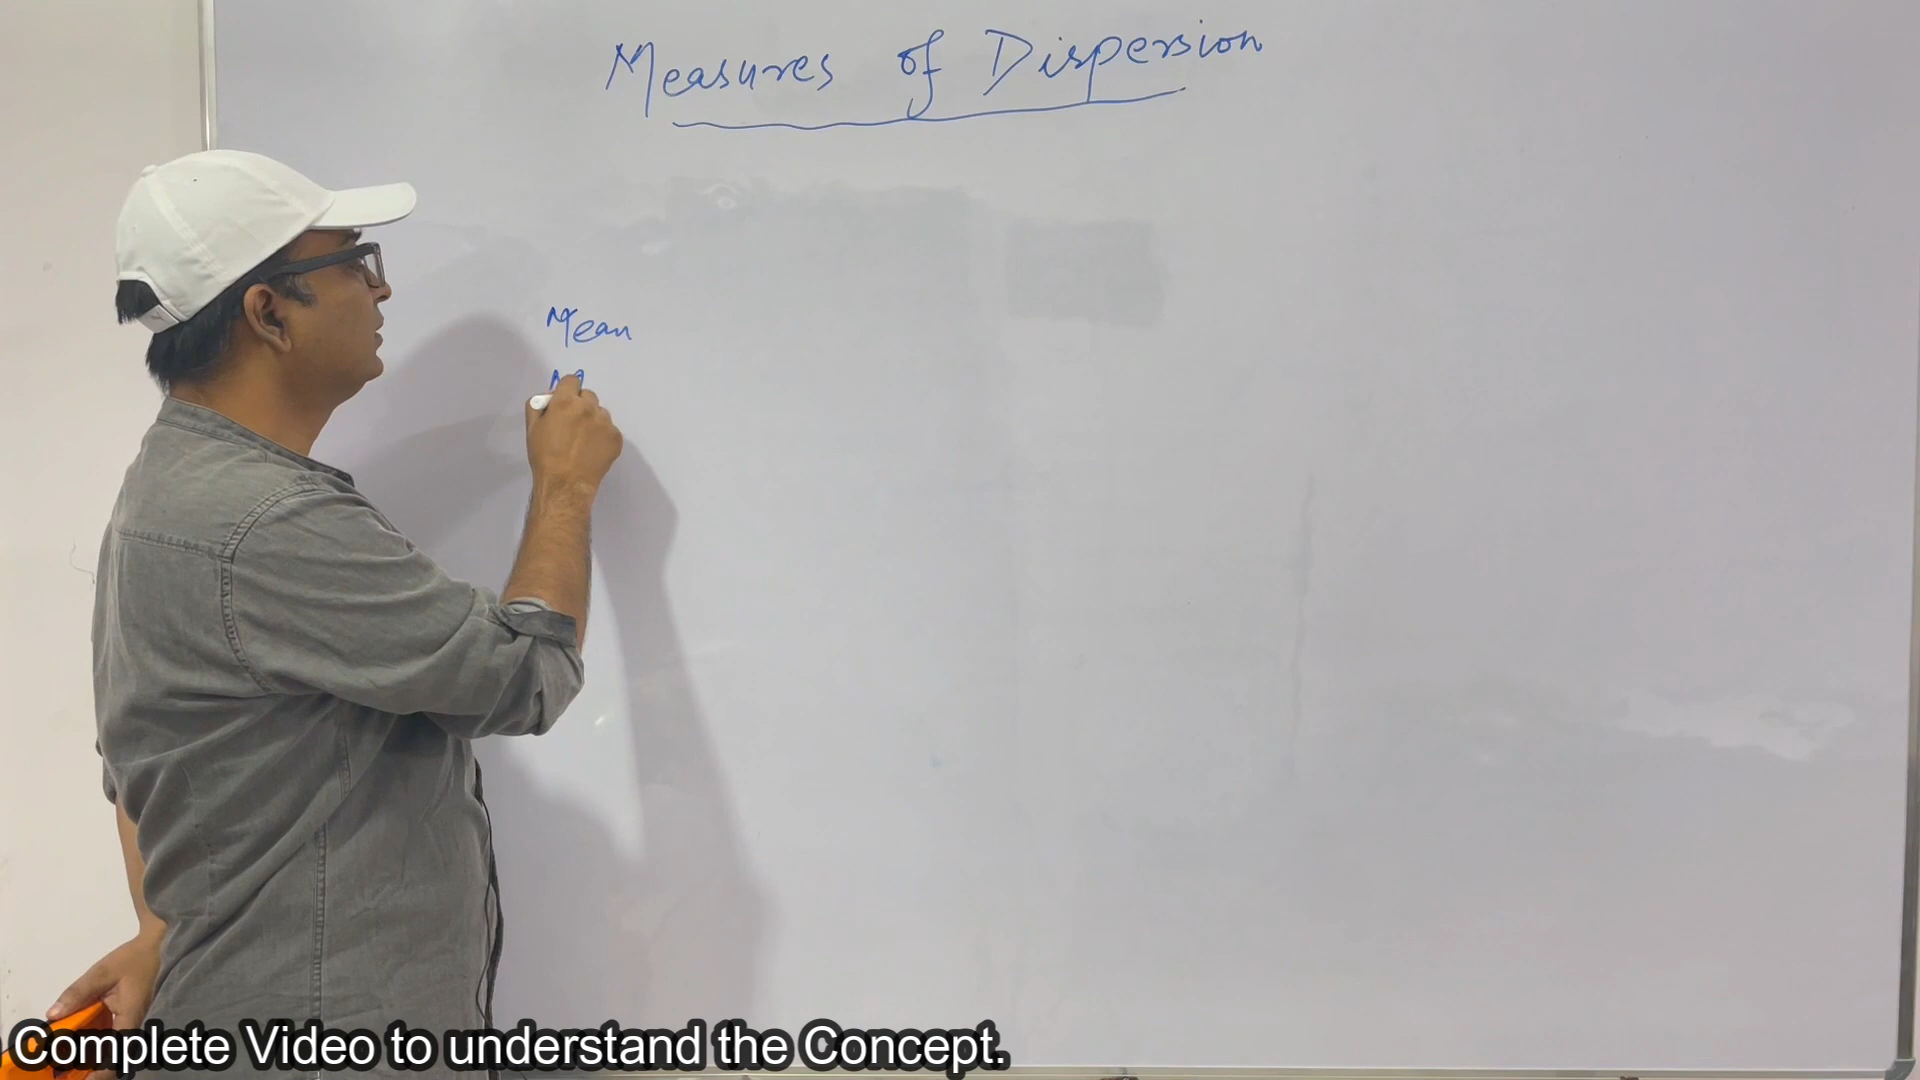 Measures of Dispersion
Mean
M
Complete Video to understand the Concept.